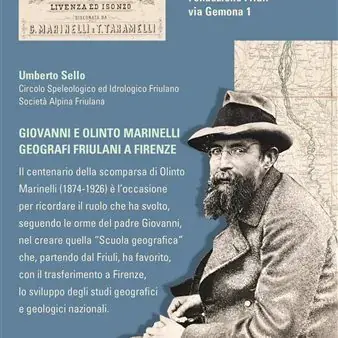 LIVENZA ED ISONZO
DISEGNATA DA
G. MARINELLI e T. TARAMELLI
via Gemona 1
Umberto Sello
Circolo Speleologico ed Idrologico Friulano
Società Alpina Friulana
GIOVANNI E OLINTO MARINELLI
GEOGRAFI FRIULANI A FIRENZE
Il centenario della scomparsa di Olinto
Marinelli (1874-1926) è l'occasione
per ricordare il ruolo che ha svolto,
seguendo le orme del padre Giovanni,
nel creare quella "Scuola geografica"
che, partendo dal Friuli, ha favorito,
con il trasferimento a Firenze,
lo sviluppo degli studi geografici
e geologici nazionali.